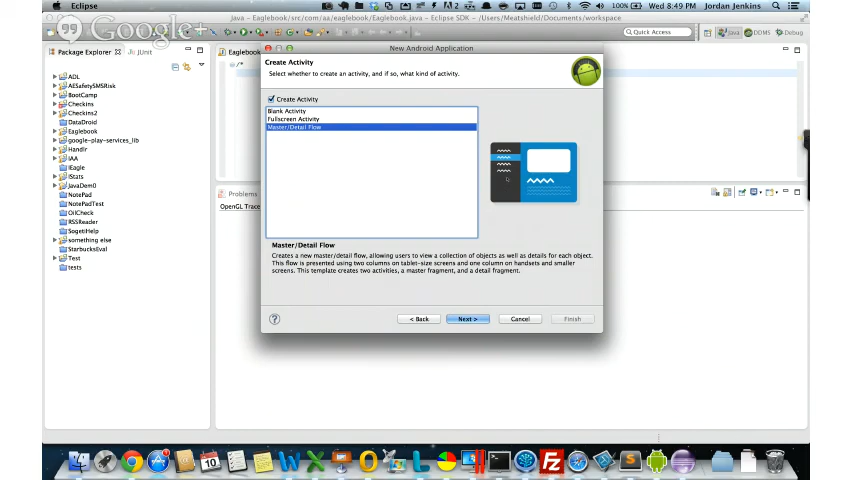 Eclipse
100%
Wed 8:49 PM
Jordan Jenkins
Java - Eaglebook/src/com/aa/eaglebook/Eaglebook.java - Eclipse SDK - /Users/Meatshield/Documents/workspace
Google+
Quick Access
Java
DDMS
Debug
Package Explorer
JUnit
ADL
AESafetySMSRisk
BootCamp
Checkins
Checkins2
DataDroid
Eaglebook
google-play-services_lib
Handlr
IAA
IEagle
IStats
JavaDem0
NotePad
NotePadTest
OilCheck
RSSReader
SogetiHelp
something else
StarbucksEval
Test
tests
Eaglebook
/*
Problems
OpenGL Trace
New Android Application
Create Activity
Select whether to create an activity, and if so, what kind of activity.
Create Activity
Blank Activity
Fullscreen Activity
Master/Detail Flow
Master/Detail Flow
Creates a new master/detail flow, allowing users to view a collection of objects as well as details for each object.
This flow is presented using two columns on tablet-size screens and one column on handsets and smaller
screens. This template creates two activities, a master fragment, and a detail fragment.
?
< Back
Next >
Cancel
Finish
10